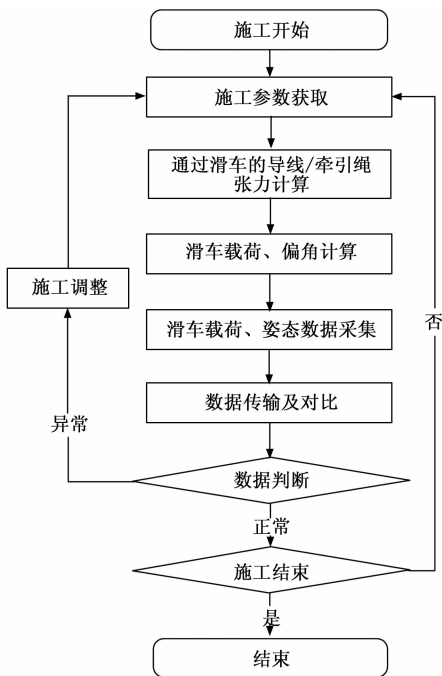 施工开始
施工参数获取
通过滑车的导线/牵引绳
张力计算
滑车载荷、偏角计算
施工调整
滑车载荷、姿态数据采集
否
数据传输及对比
异常
数据判断
正常
施工结束
是
结束